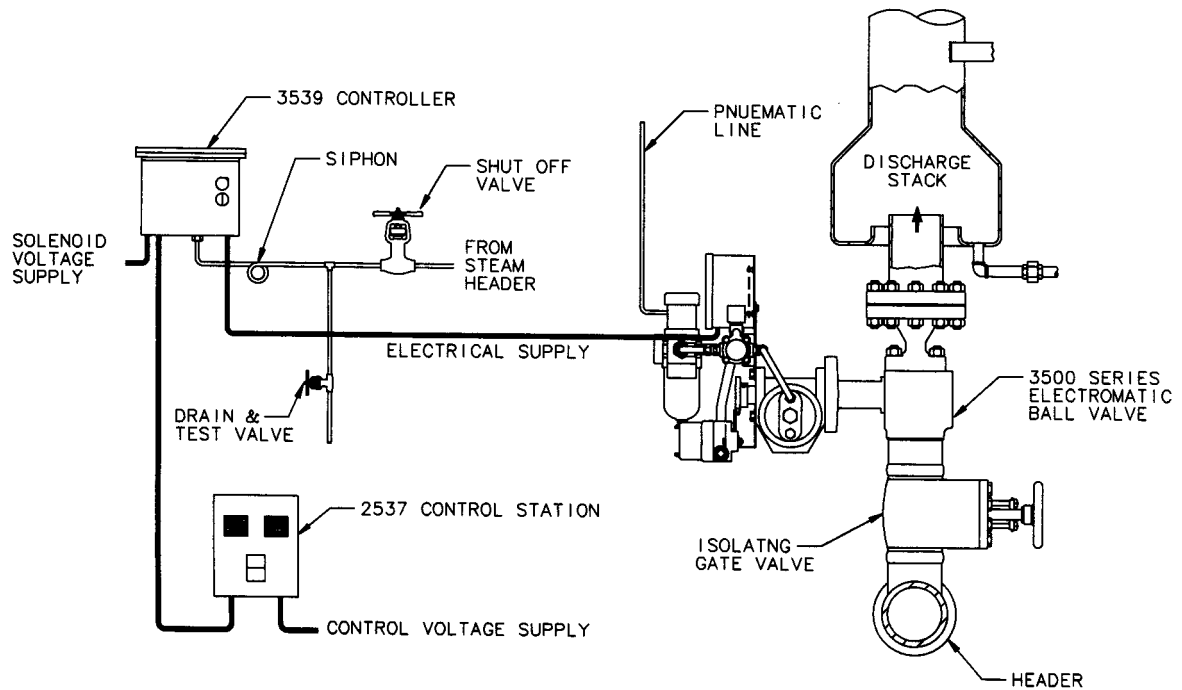 3539 CONTROLLER
PNUEMATIC
LINE
SIPHON
SHUT OFF
VALVE
DISCHARGE
STACK
SOLENOID
VOLTAGE
SUPPLY
FROM
STEAM
HEADER
ELECTRICAL SUPPLY
3500 SERIES
ELECTROMATIC
BALL VALVE
DRAIN &
TEST VALVE
2537 CONTROL STATION
ISOLATNG
GATE VALVE
CONTROL VOLTAGE SUPPLY
HEADER